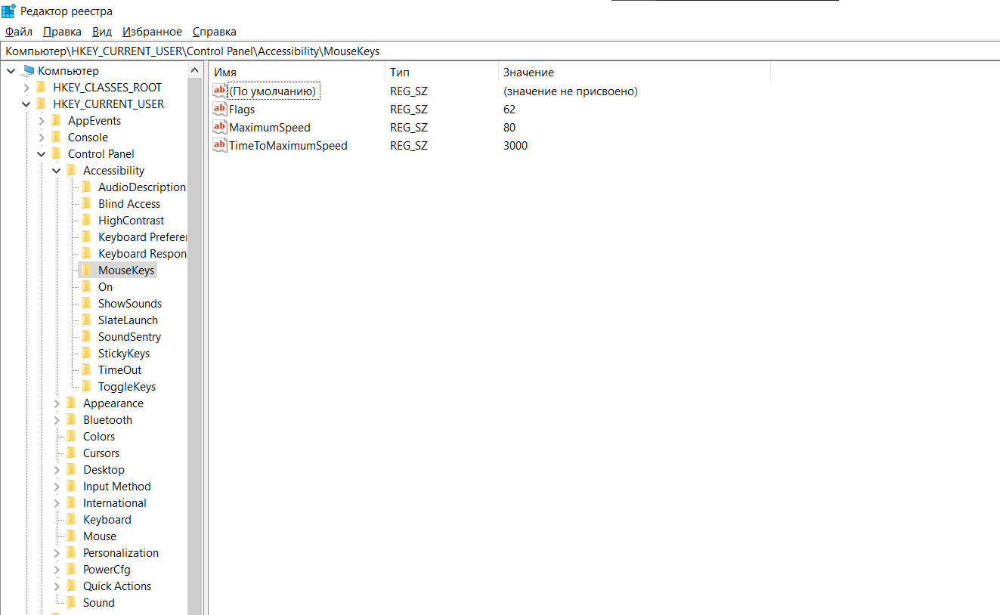 Редактор реестра
Файл Правка Вид Избранное Справка
Компьютер\HKEY_CURRENT_USER\Control Panel\Accessibility\MouseKeys
Компьютер
HKEY_CLASSES_ROOT
HKEY_CURRENT_USER
AppEvents
Console
Control Panel
Accessibility
AudioDescription
Blind Access
HighContrast
Keyboard Preferen
Keyboard Respon
MouseKeys
On
ShowSounds
SlateLaunch
SoundSentry
StickyKeys
TimeOut
ToggleKeys
Appearance
Bluetooth
Colors
Cursors
Desktop
Input Method
International
Keyboard
Mouse
Personalization
PowerCfg
Quick Actions
Sound
Имя Тип Значение
(По умолчанию) REG_SZ (значение не присвоено)
Flags REG_SZ 62
MaximumSpeed REG_SZ 80
TimeToMaximumSpeed REG_SZ 3000